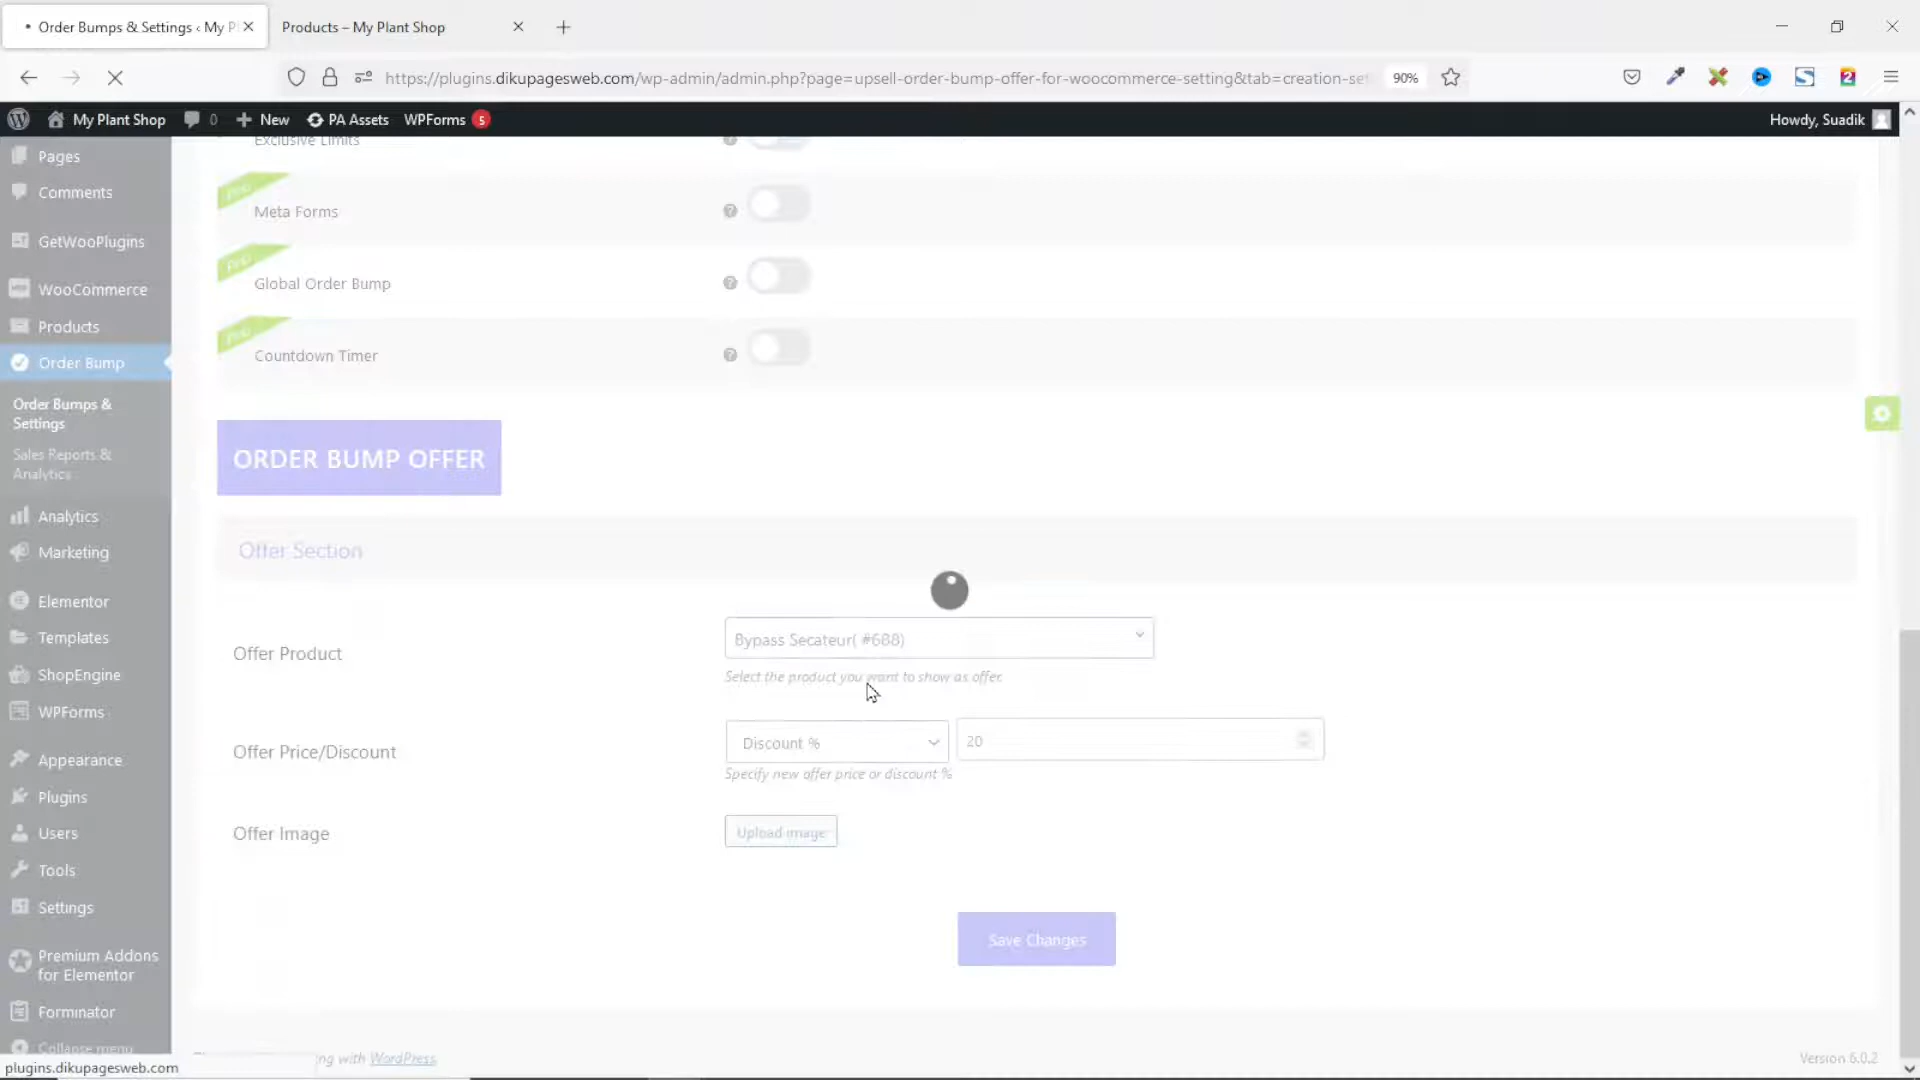 Order Bumps & Settings ‹ My P
Products – My Plant Shop
https://plugins.dikupagesweb.com/wp-admin/admin.php?page=upsell-order-bump-offer-for-woocommerce-setting&tab=creation-set
90%
2
My Plant Shop
0
New
PA Assets
WPForms 5
Howdy, Suadik
Pages
Comments
GetWooPlugins
WooCommerce
Products
Order Bump
Order Bumps &
Settings
Sales Reports &
Analytics
Analytics
Marketing
Elementor
Templates
ShopEngine
WPForms
Appearance
Plugins
Users
Tools
Settings
Premium Addons
for Elementor
Forminator
Collapse menu
plugins.dikupagesweb.com
Exclusive Limits
PRO
Meta Forms
PRO
Global Order Bump
PRO
Countdown Timer
ORDER BUMP OFFER
Offer Section
Offer Product
Bypass Secateur( #688)
Select the product you want to show as offer.
Offer Price/Discount
Discount %
20
Specify new offer price or discount %
Offer Image
Upload image
Save Changes
ng with WordPress.
Version 6.0.2